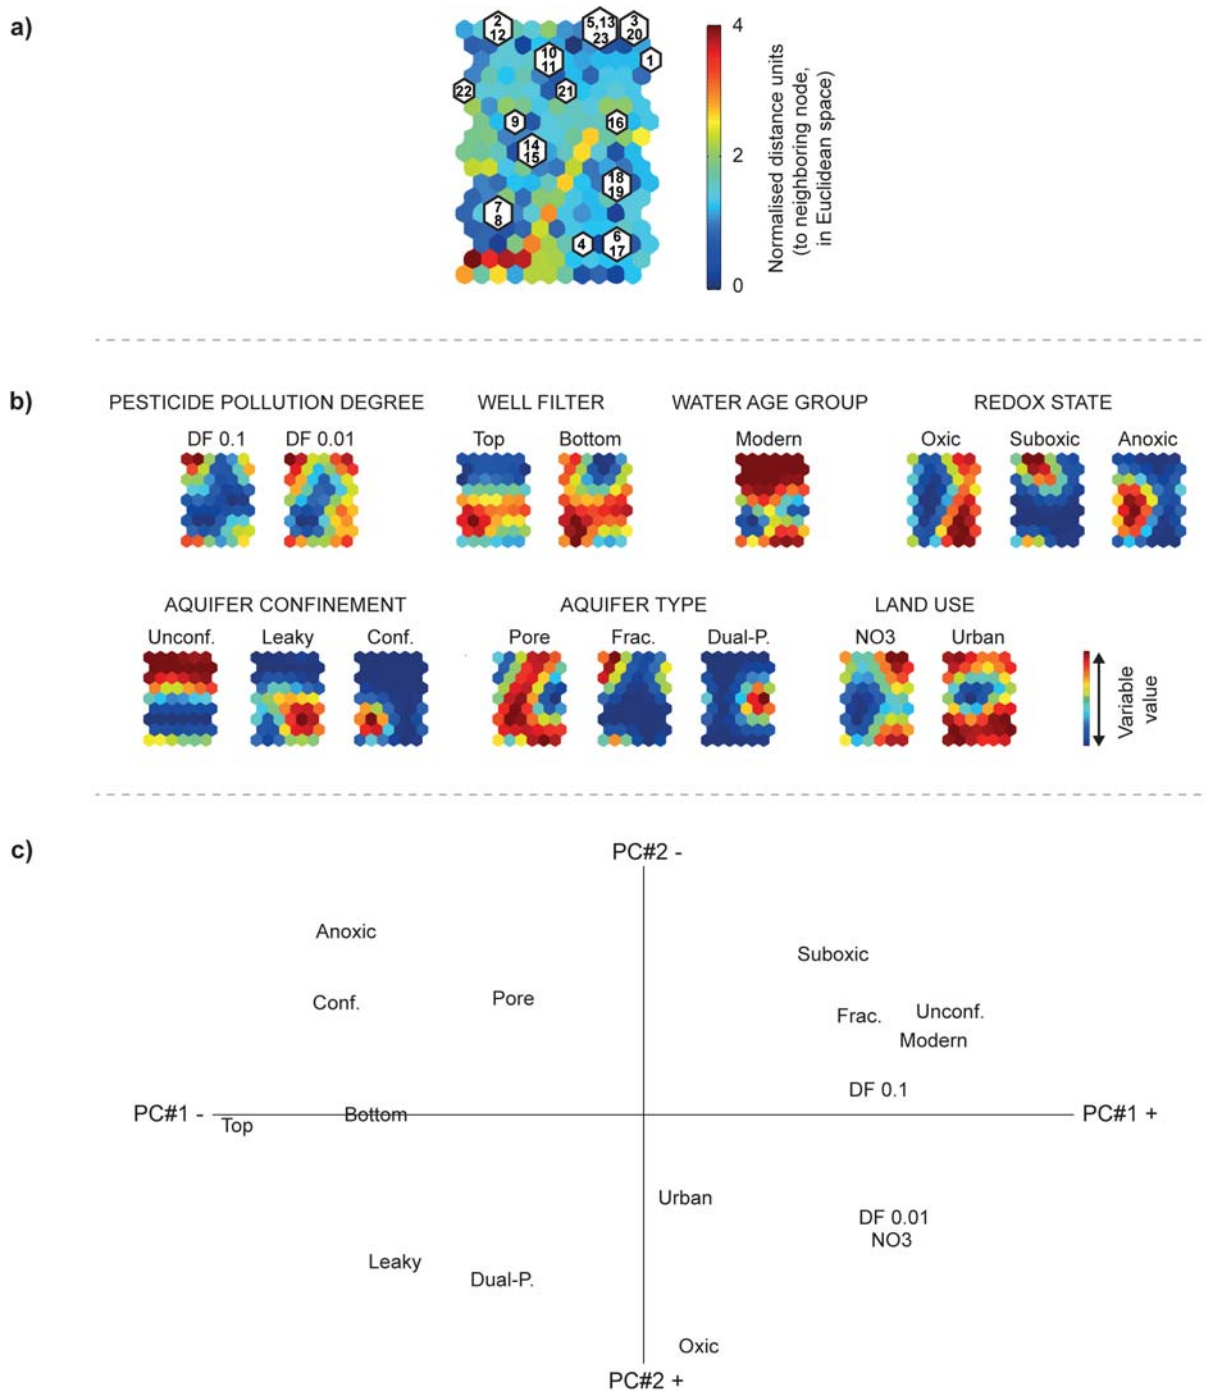 a)
2
12
5,13
23
3
20
10
11
1
22
21
9
16
14
15
18
19
7
8
4
6
17
4
2
0
Normalised distance units
(to neighboring node,
in Euclidean space)
b)
PESTICIDE POLLUTION DEGREE
DF 0.1
DF 0.01
WELL FILTER
Top
Bottom
WATER AGE GROUP
Modern
REDOX STATE
Oxic
Suboxic
Anoxic
AQUIFER CONFINEMENT
Unconf.
Leaky
Conf.
AQUIFER TYPE
Pore
Frac.
Dual-P.
LAND USE
NO3
Urban
Variable
value
c)
PC#2 -
Anoxic
Suboxic
Conf.
Pore
Frac.
Unconf.
Modern
DF 0.1
PC#1 -
Top
Bottom
PC#1 +
Urban
DF 0.01
NO3
Leaky
Dual-P.
Oxic
PC#2 +